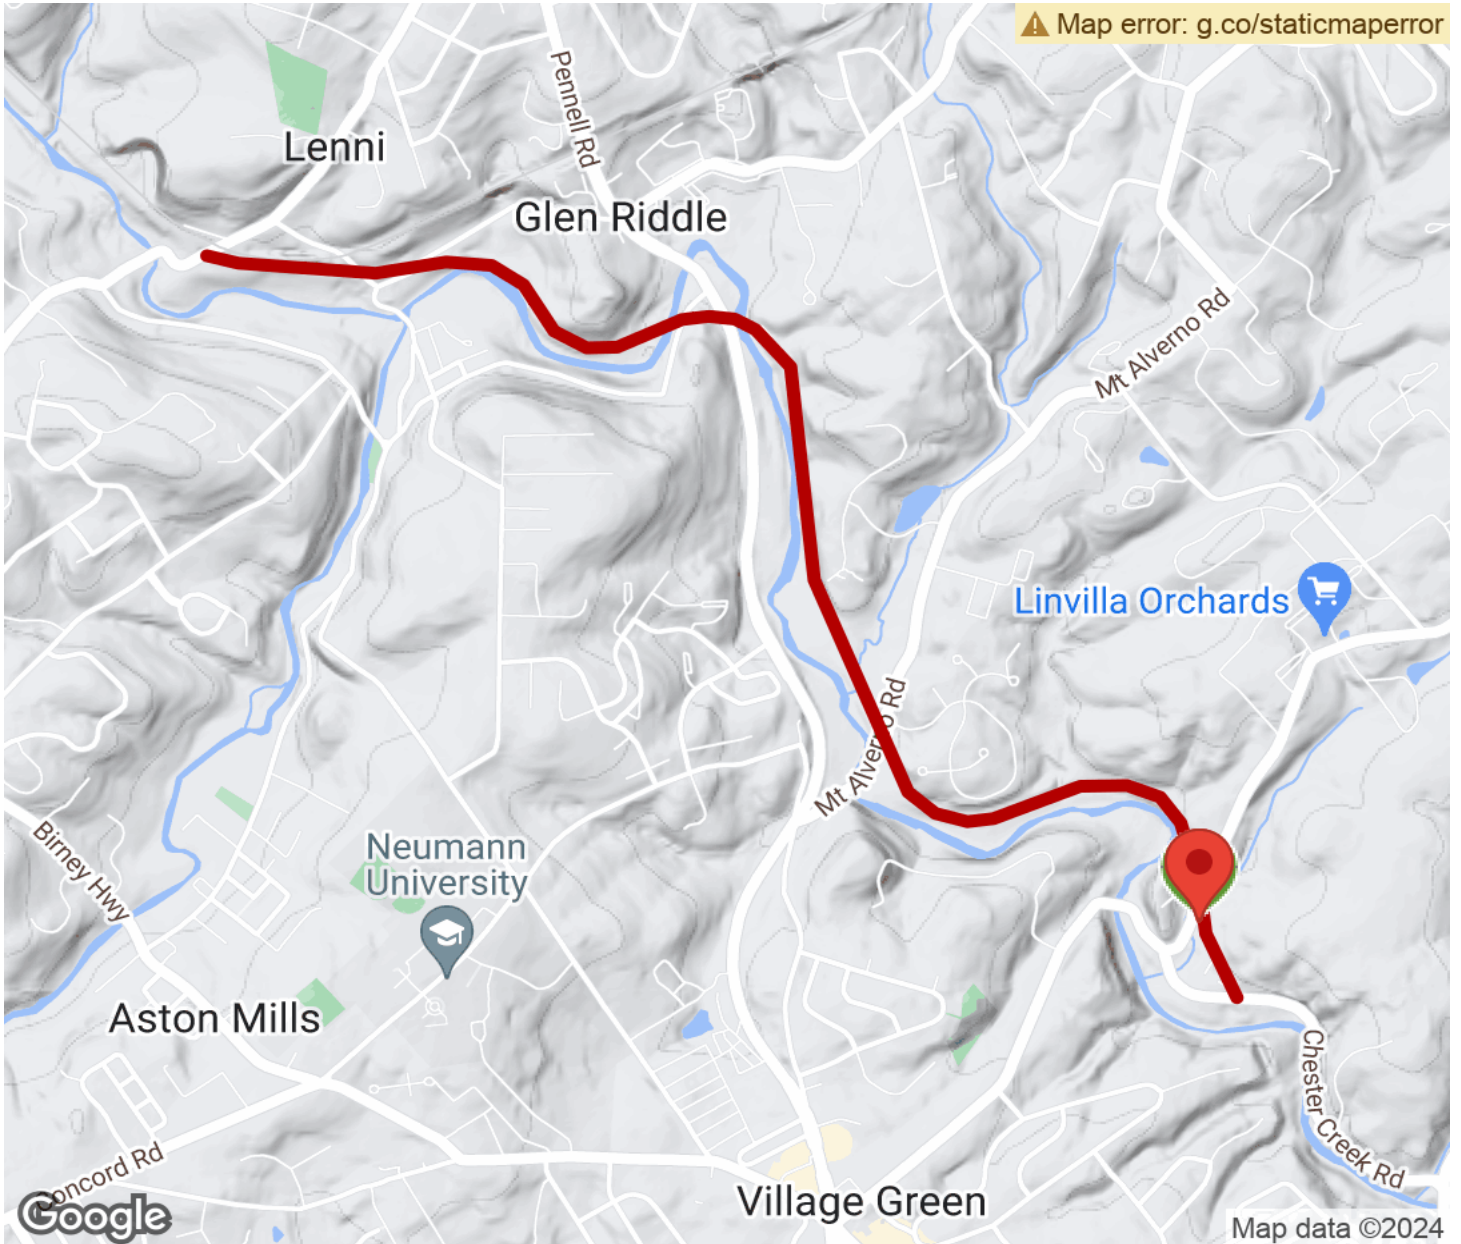 Map error: g.co/staticmaperror
Pennell Rd
Lenni
Glen Riddle
Mt Alverno Rd
Linvilla Orchards
Mt Alverno Rd
Birney Hwy
Neumann
University
Aston Mills
Chester Creek Rd
Concord Rd
Village Green
Google
Map data ©2024